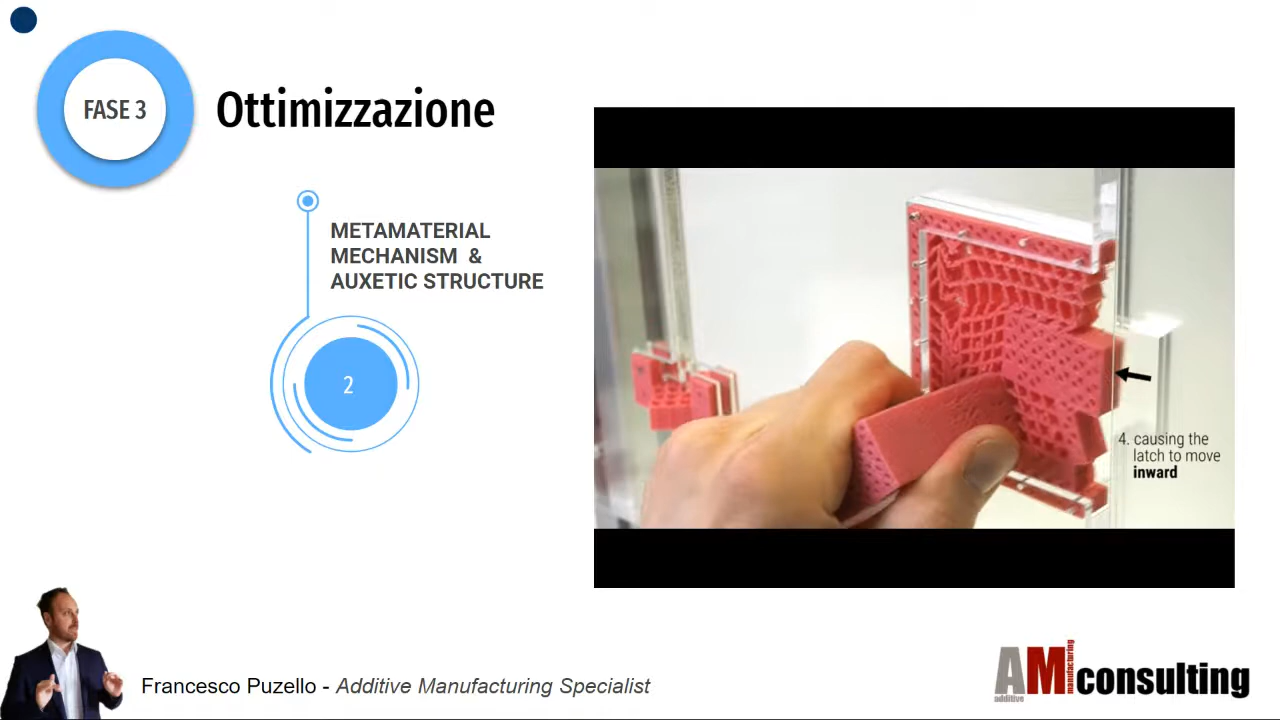 FASE 3
Ottimizzazione
METAMATERIAL
MECHANISM &
AUXETIC STRUCTURE
2
4. causing the
latch to move
inward
Francesco Puzello - Additive Manufacturing Specialist
AM consulting
additive
manufacturing